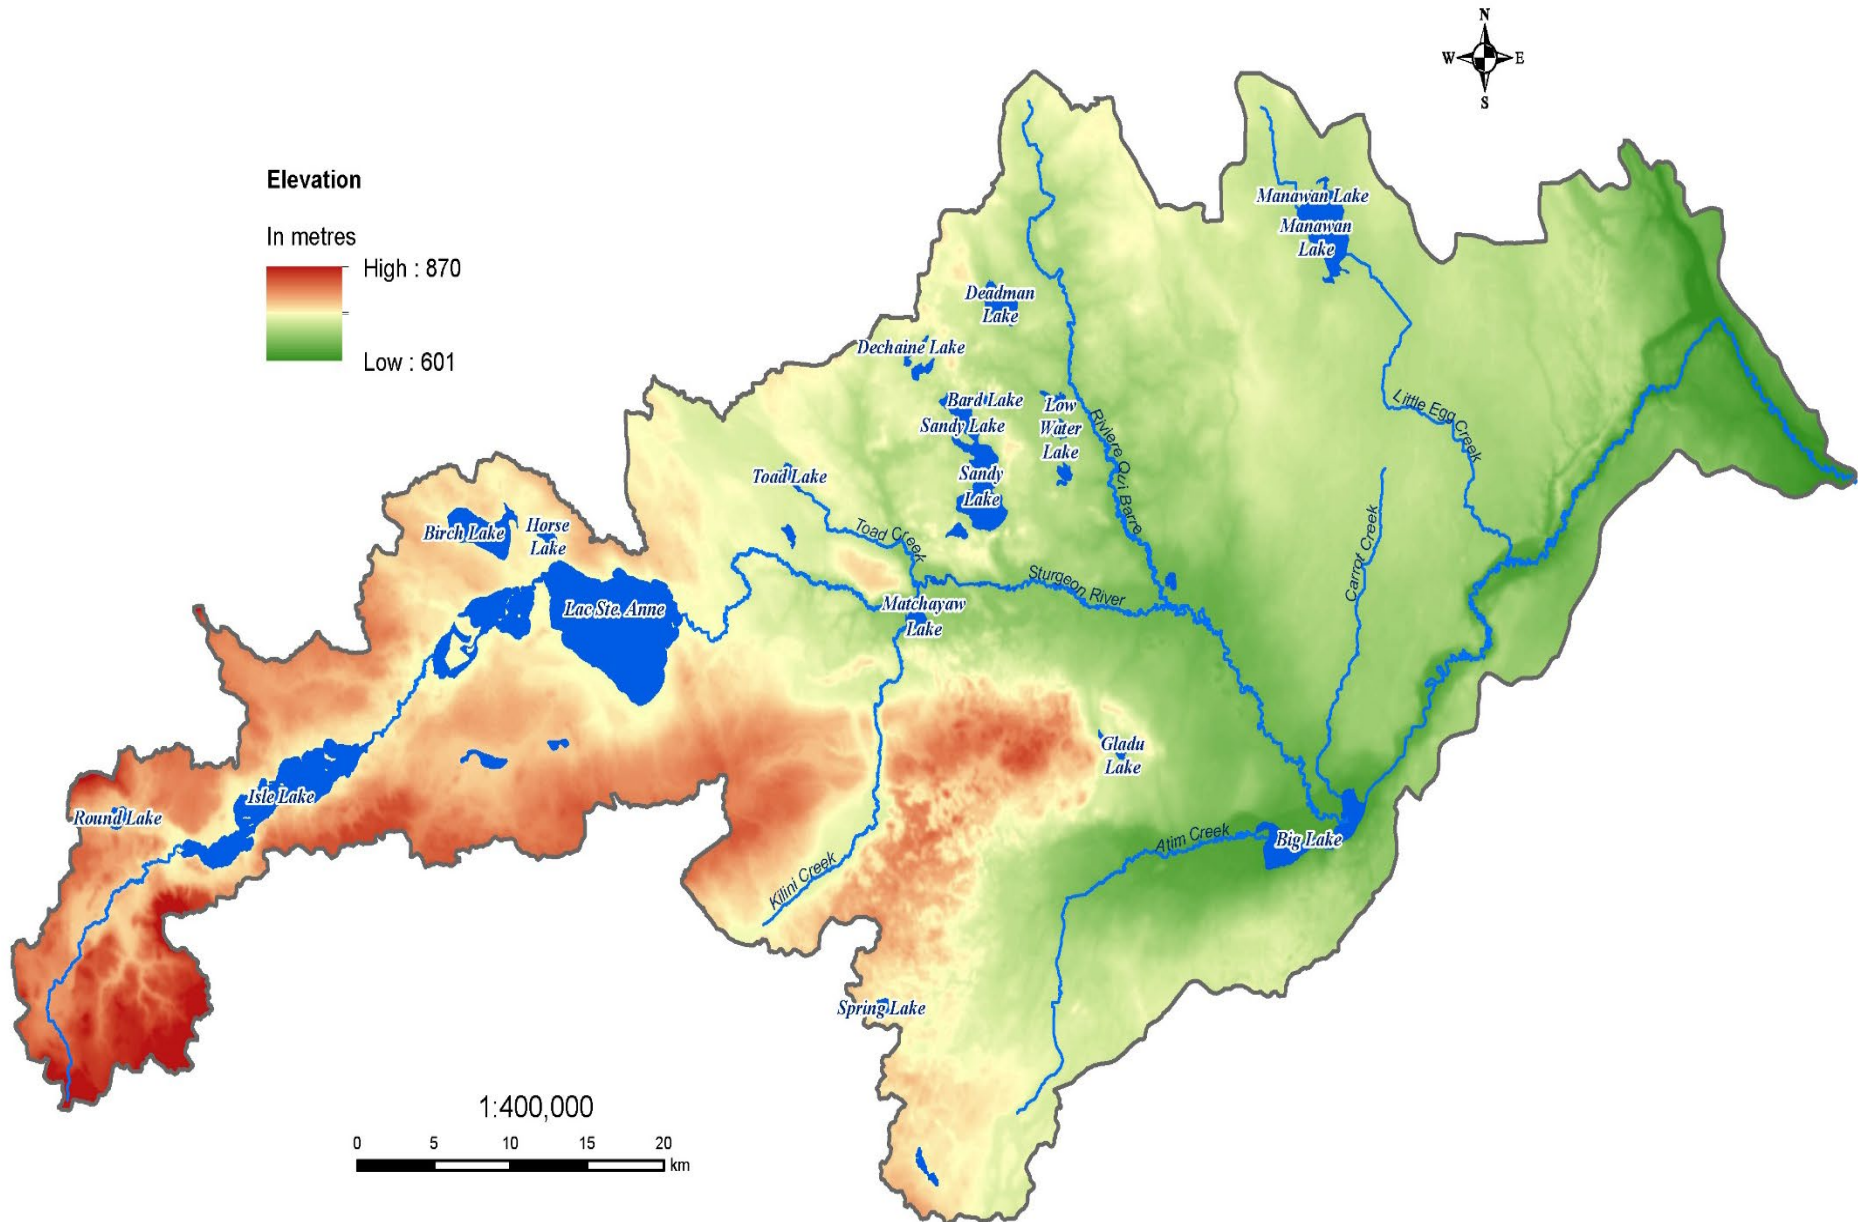 N
W E
S
Elevation
In metres
High : 870
Low : 601
Manawan Lake
Manawan
Lake
Deadman
Lake
Dechaine Lake
Bard Lake
Sandy Lake
Low
Water
Lake
Sandy
Lake
Toad Lake
Riviere Qui Barre
Little Egg Creek
Birch Lake
Horse
Lake
Toad Creek
Carrot Creek
Sturgeon River
Lac Ste. Anne
Matchayaw
Lake
Gladu
Lake
Isle Lake
Round Lake
Atim Creek
Big Lake
Kilini Creek
Spring Lake
1:400,000
0 5 10 15 20
km